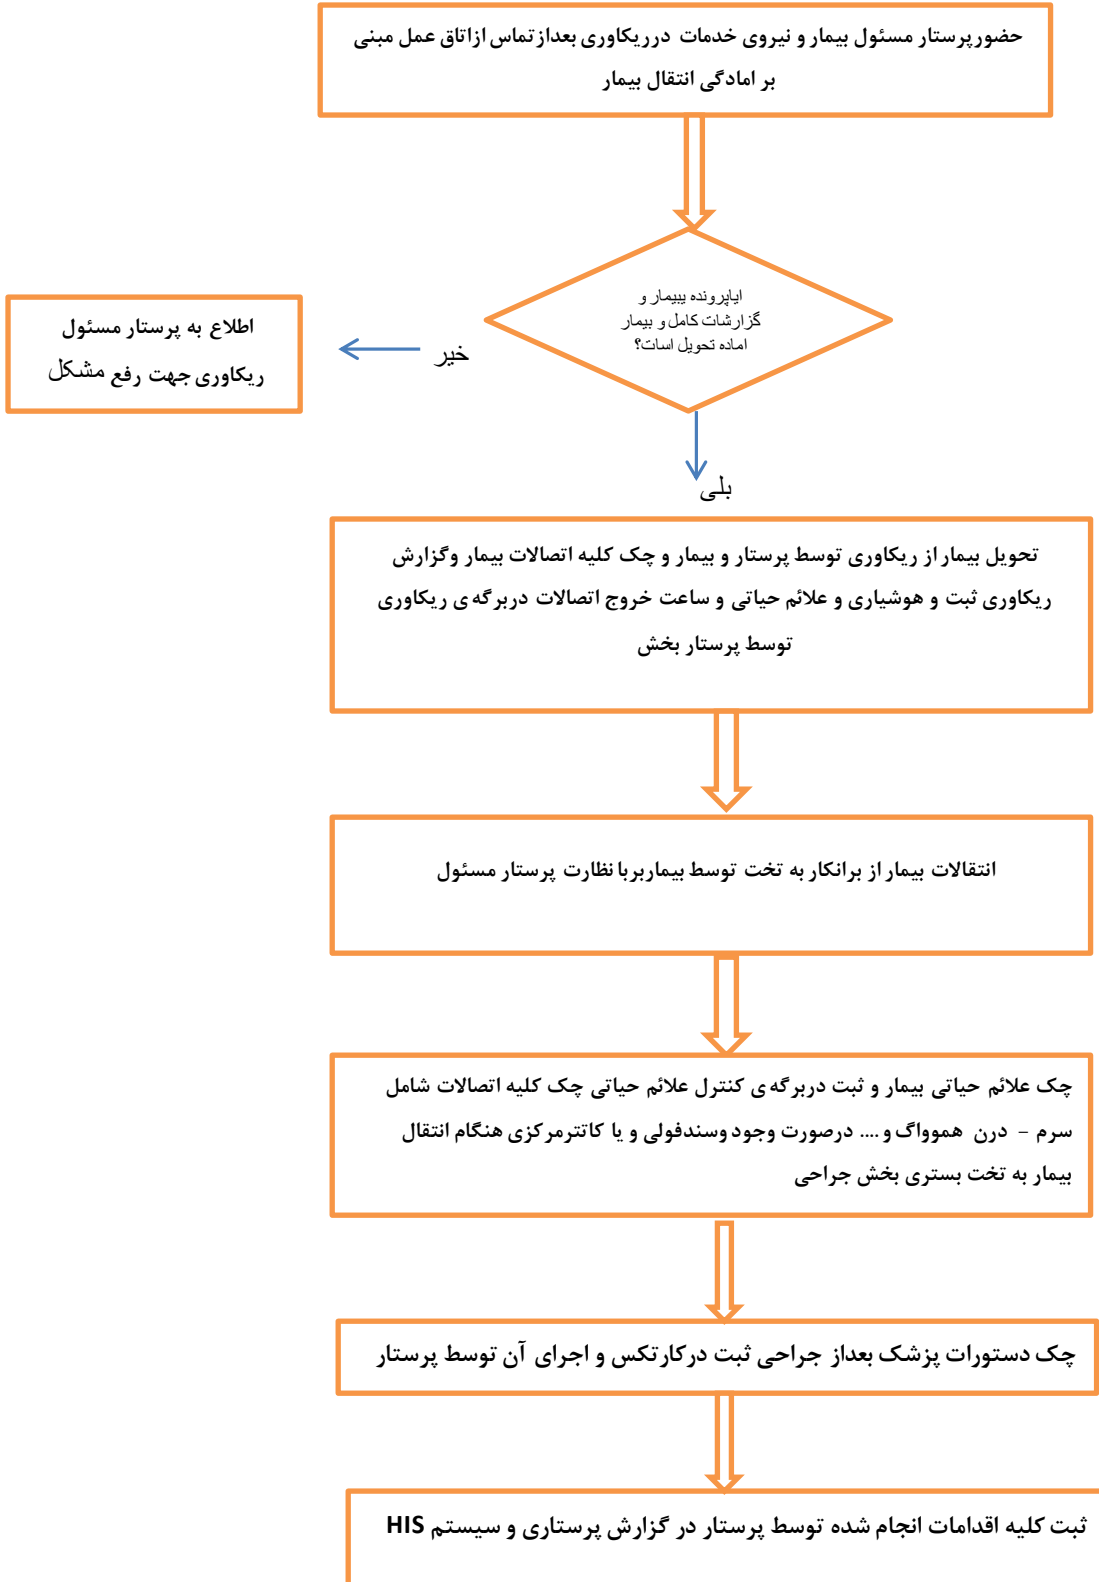 حضورپرستار مسئول بیمار و نیروی خدمات درریکاوری بعدازتماس ازاتاق عمل مبنی
بر امادگی انتقال بیمار
ایاپرونده یبیمار و
گزارشات کامل و بیمار
اماده تحویل اسات؟
خیر
اطلاع به پرستار مسئول
ریکاوری جهت رفع مشکل
بلی
تحویل بیمار از ریکاوری توسط پرستار و بیمار و چک کلیه اتصالات بیمار وگزارش
ریکاوری ثبت و هوشیاری و علائم حیاتی و ساعت خروج اتصالات دربرگه ی ریکاوری
توسط پرستار بخش
انتقالات بیمار از برانکار به تخت توسط بیماربربا نظارت پرستار مسئول
چک علائم حیاتی بیمار و ثبت دربرگه ی کنترل علائم حیاتی چک کلیه اتصالات شامل
سرم – درن همووا‌گ و .... درصورت وجود وسندفولی و یا کاتترمرکزی هنگام انتقال
بیمار به تخت بستری بخش جراحی
چک دستورات پزشک بعداز جراحی ثبت درکارتکس و اجرای آن توسط پرستار
ثبت کلیه اقدامات انجام شده توسط پرستار در گزارش پرستاری و سیستم HIS